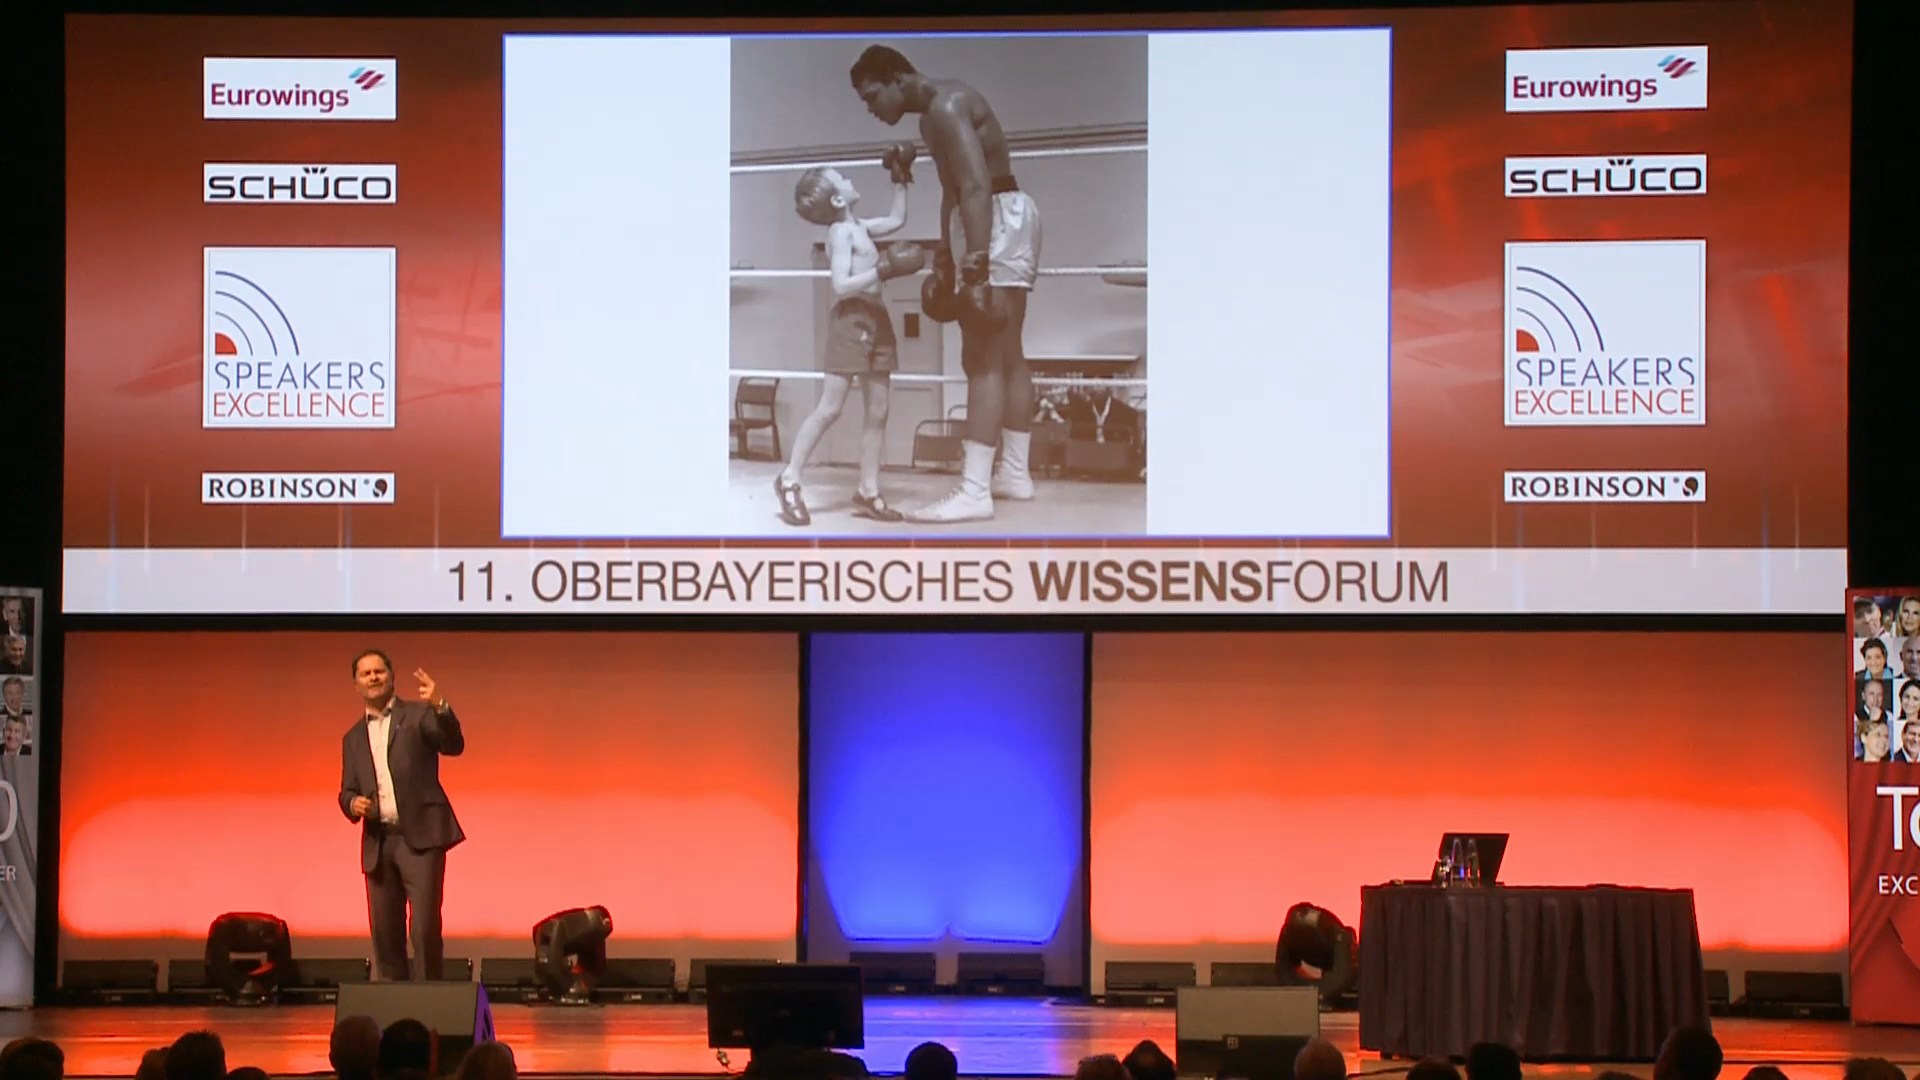 Eurowings
SCHÜCO
SPEAKERS
EXCELLENCE
ROBINSON
Eurowings
SCHÜCO
SPEAKERS
EXCELLENCE
ROBINSON
11. OBERBAYERISCHES WISSENSFORUM